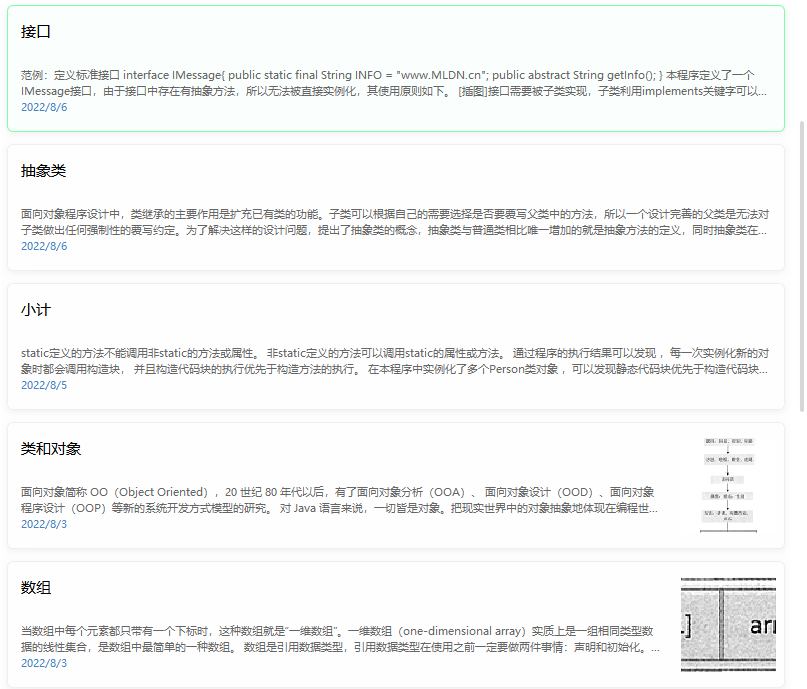 接口
范例：定义标准接口 interface IMessage{ public static final String INFO = "www.MLDN.cn"; public abstract String getInfo(); } 本程序定义了一个
IMessage接口，由于接口中存在有抽象方法，所以无法被直接实例化，其使用原则如下。 [插图]接口需要被子类实现，子类利用implements关键字可以...
2022/8/6
抽象类
面向对象程序设计中，类继承的主要作用是扩充已有类的功能。子类可以根据自己的需要选择是否要覆写父类中的方法，所以一个设计完善的父类是无法对
子类做出任何强制性的覆写约定。为了解决这样的设计问题，提出了抽象类的概念，抽象类与普通类相比唯一增加的就是抽象方法的定义，同时抽象类在...
2022/8/6
小计
static定义的方法不能调用非static的方法或属性。 非static定义的方法可以调用static的属性或方法。 通过程序的执行结果可以发现 ，每一次实例化新的对
象时都会调用构造块， 并且构造代码块的执行优先于构造方法的执行。 在本程序中实例化了多个Person类对象 ，可以发现静态代码块优先于构造代码块...
2022/8/5
类和对象
面向对象简称 OO（Object Oriented），20 世纪 80 年代以后，有了面向对象分析（OOA）、 面向对象设计（OOD）、面向对象
程序设计（OOP）等新的系统开发方式模型的研究。 对 Java 语言来说，一切皆是对象。把现实世界中的对象抽象地体现在编程世...
2022/8/3
数组
当数组中每个元素都只带有一个下标时，这种数组就是“一维数组”。一维数组（one-dimensional array）实质上是一组相同类型数
据的线性集合，是数组中最简单的一种数组。 数组是引用数据类型，引用数据类型在使用之前一定要做两件事情：声明和初始化。...
2022/8/3
] arr